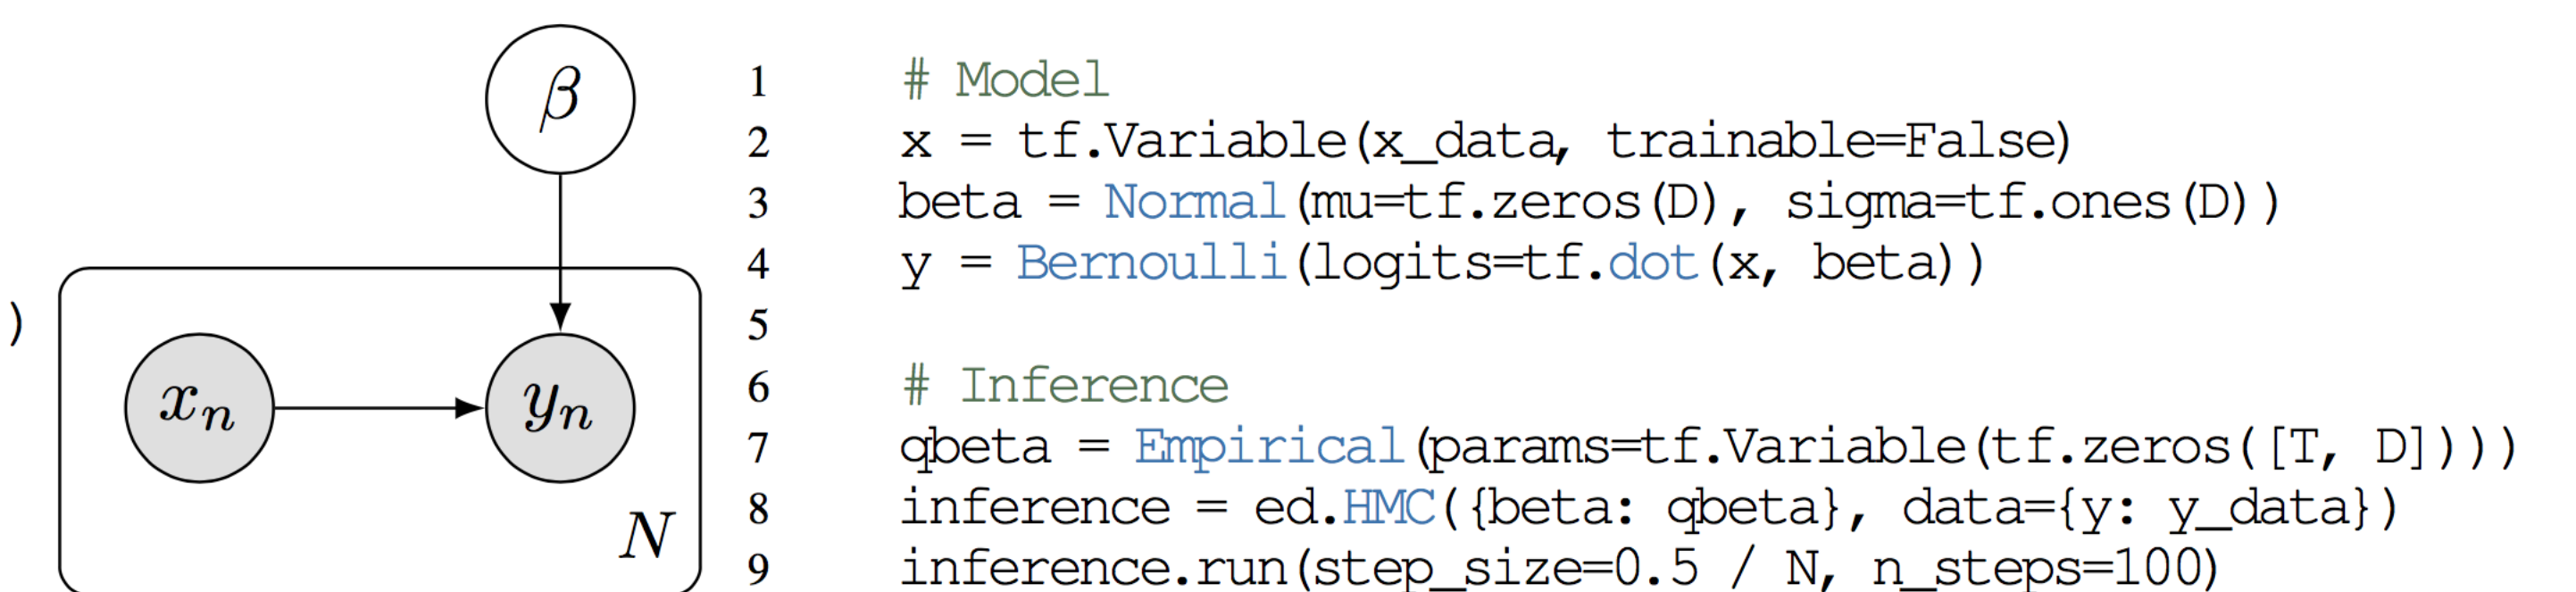 β
)
x_n
y_n
N
1 # Model
2 x = tf.Variable(x_data, trainable=False)
3 beta = Normal(mu=tf.zeros(D), sigma=tf.ones(D))
4 y = Bernoulli(logits=tf.dot(x, beta))
5
6 # Inference
7 qbeta = Empirical(params=tf.Variable(tf.zeros([T, D])))
8 inference = ed.HMC({beta: qbeta}, data={y: y_data})
9 inference.run(step_size=0.5 / N, n_steps=100)